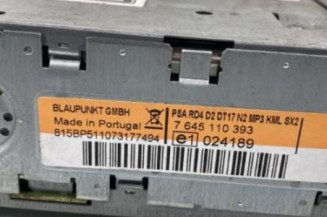 BLAUPUNKT GMBH
Made in Portugal
815BP511073177494
PSA RD4 D2 DT17 N2 MP3 KML SX2
7 645 110 393
e1 024189